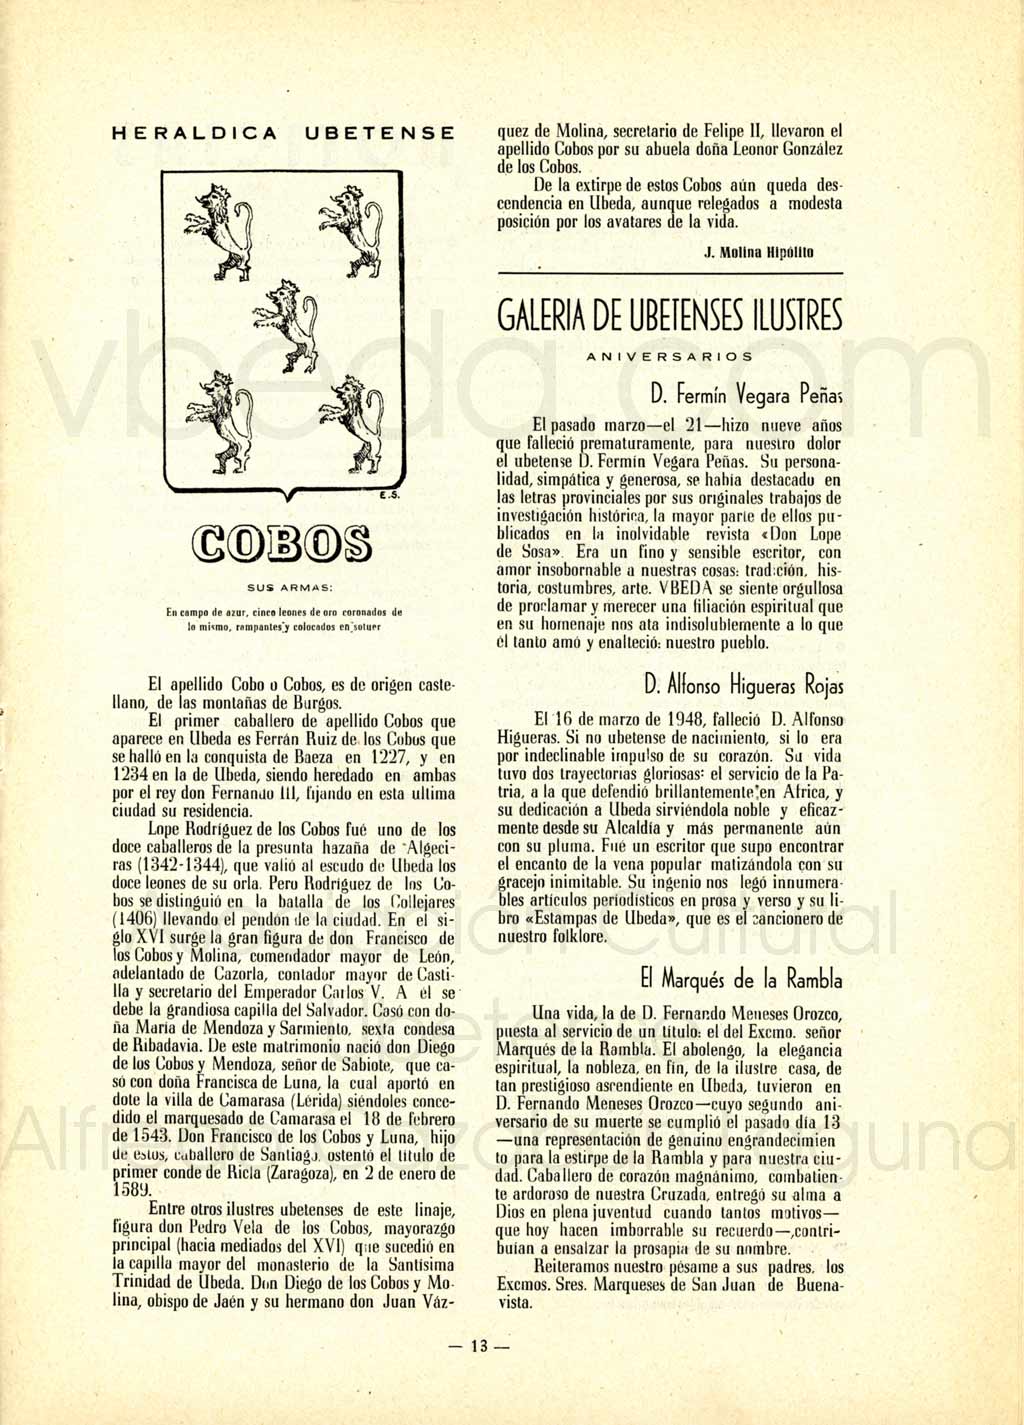 HERALDICA UBETENSE
E.S.
COBOS
SUS ARMAS:
En campo de azur, cinco leones de oro coronados de
lo mismo, rampantes y colocados en sotuer
El apellido Cobo u Cobos, es de origen caste-
llano, de las montañas de Burgos.
El primer caballero de apellido Cobos que
aparece en Ubeda es Ferrán Ruiz de los Cobos que
se halló en la conquista de Baeza en 1227, y en
1234 en la de Ubeda, siendo heredado en ambas
por el rey don Fernando III, fijando en esta ultima
ciudad su residencia.
Lope Rodríguez de los Cobos fué uno de los
doce caballeros de la presunta hazaña de Algeci-
ras (1342-1344), que valió al escudo de Ubeda los
doce leones de su orla. Pero Rodríguez de los Co-
bos se distinguió en la batalla de los Collejares
(1406) llevando el pendón de la ciudad. En el si-
glo XVI surge la gran figura de don Francisco de
los Cobos y Molina, comendador mayor de León,
adelantado de Cazorla, contador mayor de Casti-
lla y secretario del Emperador Carlos V. A él se
debe la grandiosa capilla del Salvador. Casó con do-
ña María de Mendoza y Sarmiento, sexta condesa
de Ribadavia. De este matrimonio nació don Diego
de los Cobos y Mendoza, señor de Sabiote, que ca-
só con doña Francisca de Luna, la cual aportó en
dote la villa de Camarasa (Lérida) siéndoles conce-
dido el marquesado de Camarasa el 18 de febrero
de 1543. Don Francisco de los Cobos y Luna, hijo
de estos, caballero de Santiago, ostentó el título de
primer conde de Ricla (Zaragoza), en 2 de enero de
1589.
Entre otros ilustres ubetenses de este linaje,
figura don Pedro Vela de los Cobos, mayorazgo
principal (hacia mediados del XVI) que sucedió en
la capilla mayor del monasterio de la Santísima
Trinidad de Ubeda. Don Diego de los Cobos y Mo-
lina, obispo de Jaén y su hermano don Juan Váz-
quez de Molina, secretario de Felipe II, llevaron el
apellido Cobos por su abuela doña Leonor González
de los Cobos.
De la extirpe de estos Cobos aún queda des-
cendencia en Ubeda, aunque relegados a modesta
posición por los avatares de la vida.
J. Molina Hipólito
GALERIA DE UBETENSES ILUSTRES
ANIVERSARIOS
D. Fermín Vegara Peñas
El pasado marzo—el 21—hizo nueve años
que falleció prematuramente, para nuestro dolor
el ubetense D. Fermín Vegara Peñas. Su persona-
lidad, simpática y generosa, se había destacado en
las letras provinciales por sus originales trabajos de
investigación histórica, la mayor parte de ellos pu-
blicados en la inolvidable revista «Don Lope
de Sosa». Era un fino y sensible escritor, con
amor insobornable a nuestras cosas: tradición, his-
toria, costumbres, arte. VBEDA se siente orgullosa
de proclamar y merecer una filiación espiritual que
en su homenaje nos ata indisolublemente a lo que
él tanto amó y enalteció: nuestro pueblo.
D. Alfonso Higueras Rojas
El 16 de marzo de 1948, falleció D. Alfonso
Higueras. Si no ubetense de nacimiento, si lo era
por indeclinable impulso de su corazón. Su vida
tuvo dos trayectorias gloriosas: el servicio de la Pa-
tria, a la que defendió brillantemente en Africa, y
su dedicación a Ubeda sirviéndola noble y eficaz-
mente desde su Alcaldía y más permanente aún
con su pluma. Fué un escritor que supo encontrar
el encanto de la vena popular matizándola con su
gracejo inimitable. Su ingenio nos legó innumera-
bles artículos periodísticos en prosa y verso y su li-
bro «Estampas de Ubeda», que es el cancionero de
nuestro folklore.
El Marqués de la Rambla
Una vida, la de D. Fernando Meneses Orozco,
puesta al servicio de un título: el del Excmo. señor
Marqués de la Rambla. El abolengo, la elegancia
espiritual, la nobleza, en fin, de la ilustre casa, de
tan prestigioso ascendiente en Ubeda, tuvieron en
D. Fernando Meneses Orozco—cuyo segundo ani-
versario de su muerte se cumplió el pasado día 13
—una representación de genuino engrandecimien
to para la estirpe de la Rambla y para nuestra ciu-
dad. Caballero de corazón magnánimo, combatien-
te ardoroso de nuestra Cruzada, entregó su alma a
Dios en plena juventud cuando tantos motivos—
que hoy hacen imborrable su recuerdo—,contri-
buían a ensalzar la prosapia de su nombre.
Reiteramos nuestro pésame a sus padres, los
Excmos. Sres. Marqueses de San Juan de Buena-
vista.
— 13 —
vbeda.com
Asociación Cultural
Ubetense
Alfredo Cazabán Laguna